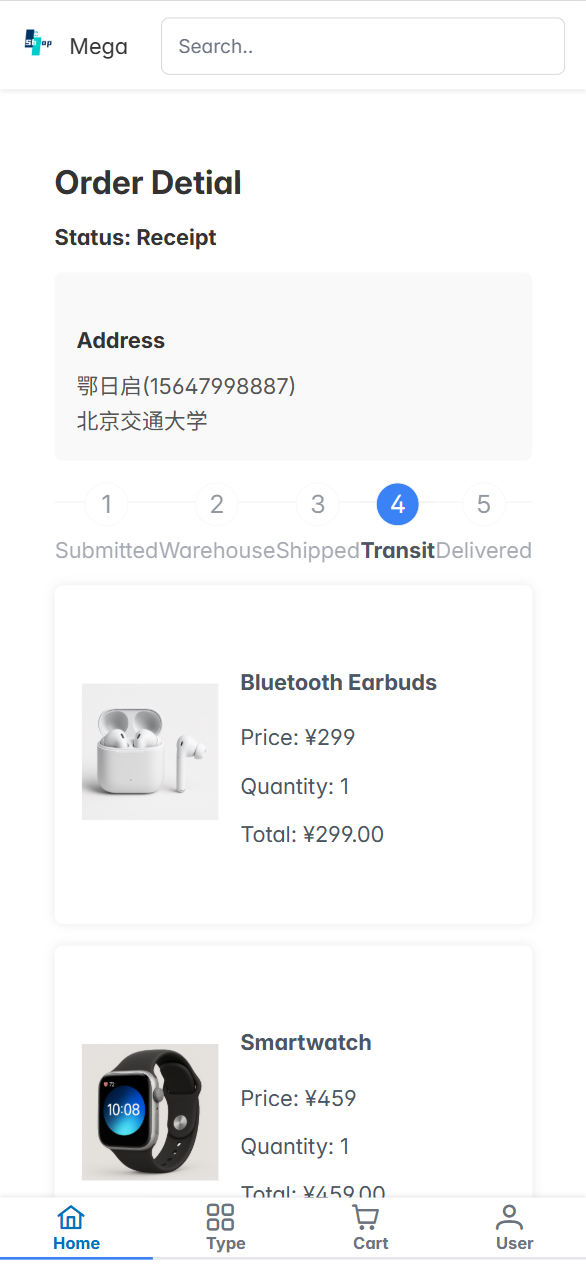 Shop
Mega
Search..
Order Detial
Status: Receipt
Address
鄂日启(15647998887)
北京交通大学
1 2 3 4 5
Submitted Warehouse Shipped Transit Delivered
Bluetooth Earbuds
Price: ¥299
Quantity: 1
Total: ¥299.00
72
10:08
Smartwatch
Price: ¥459
Quantity: 1
Total: ¥459.00
Home Type Cart User